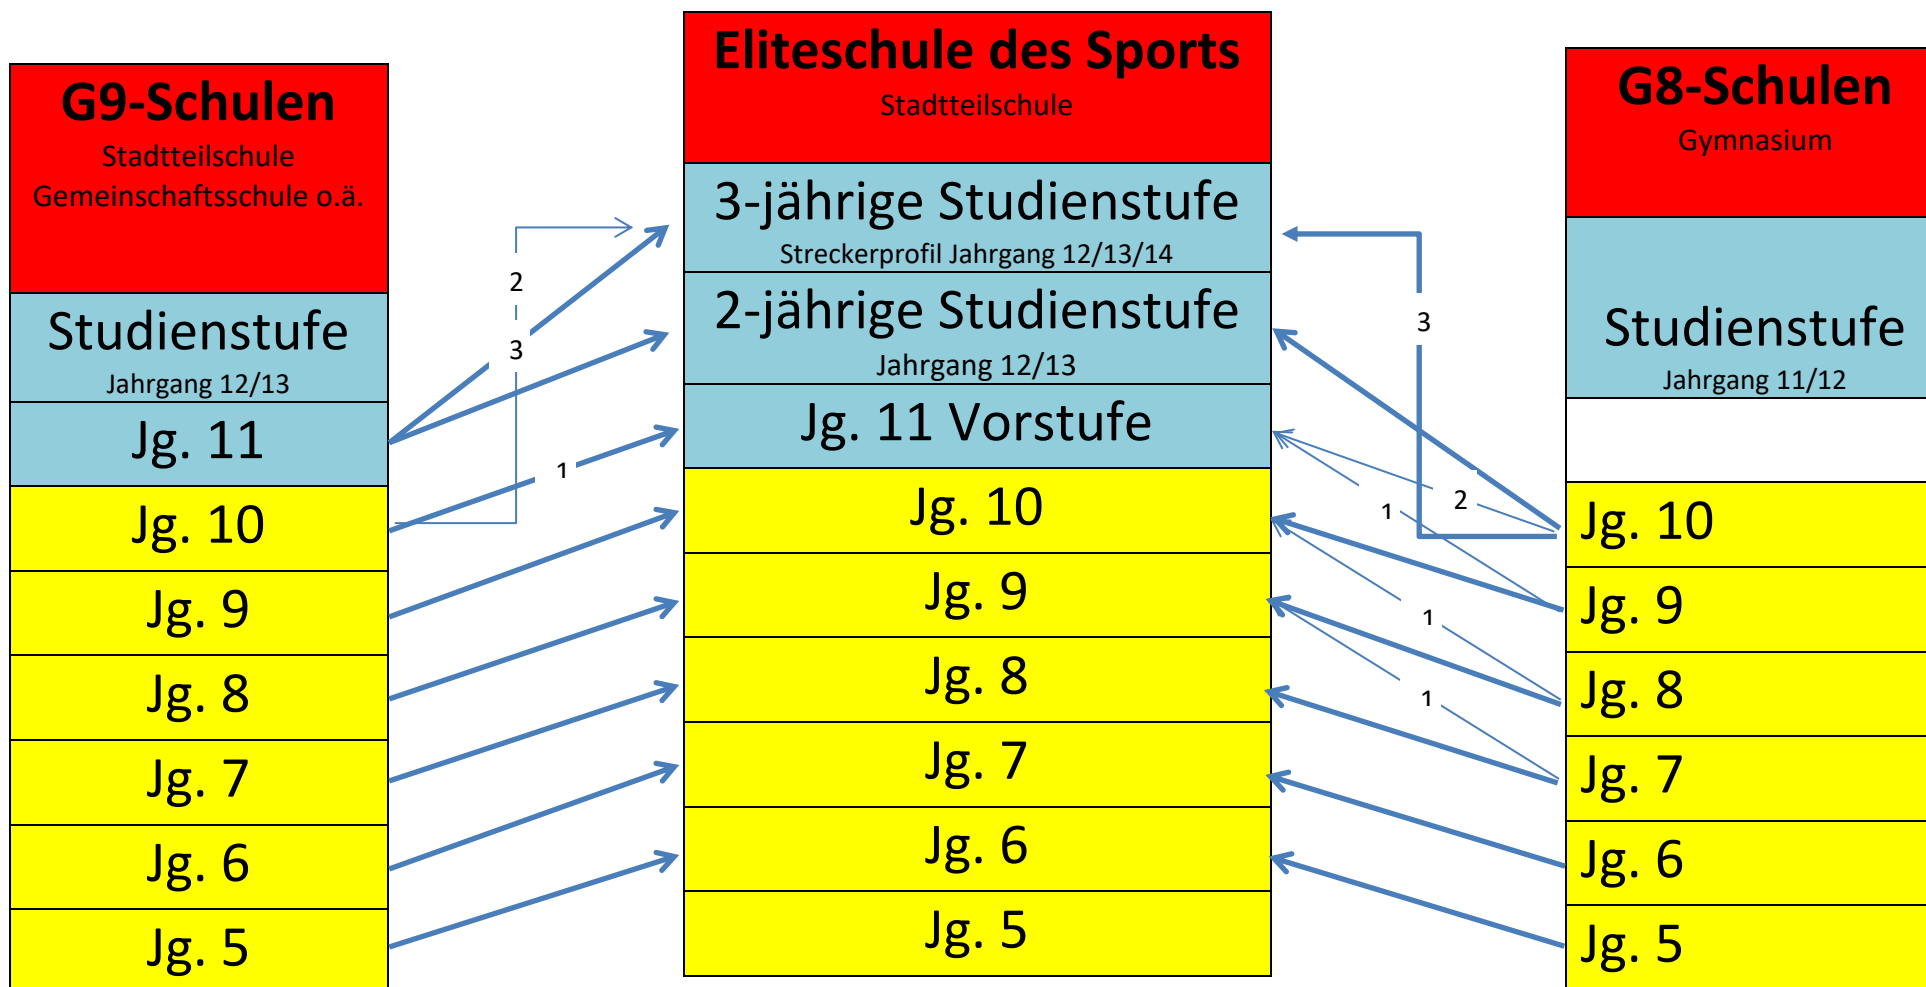 G9-Schulen
Stadtteilschule
Gemeinschaftsschule o.ä.
Studienstufe
Jahrgang 12/13
Jg. 11
Jg. 10
Jg. 9
Jg. 8
Jg. 7
Jg. 6
Jg. 5
2
3
1
Eliteschule des Sports
Stadtteilschule
3-jährige Studienstufe
Streckerprofil Jahrgang 12/13/14
2-jährige Studienstufe
Jahrgang 12/13
Jg. 11 Vorstufe
Jg. 10
Jg. 9
Jg. 8
Jg. 7
Jg. 6
Jg. 5
3
2
1
1
1
G8-Schulen
Gymnasium
Studienstufe
Jahrgang 11/12
Jg. 10
Jg. 9
Jg. 8
Jg. 7
Jg. 6
Jg. 5